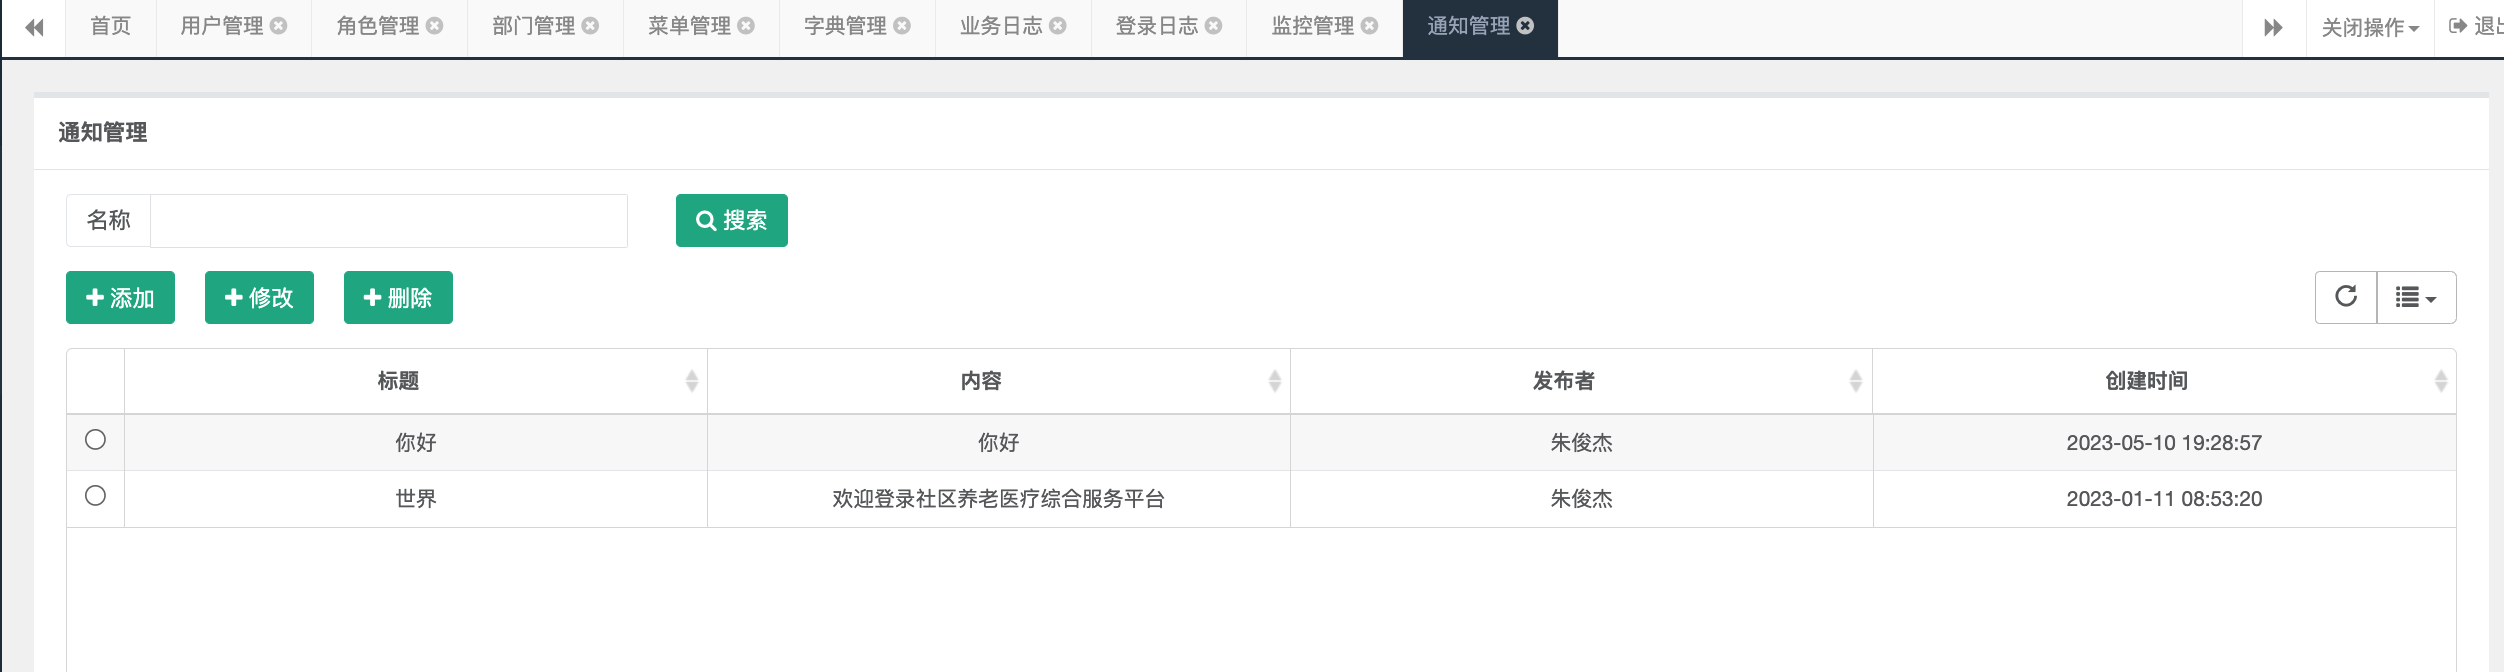 首页 用户管理 角色管理 部门管理 菜单管理 字典管理 业务日志 登录日志 监控管理 通知管理 关闭操作
通知管理
名称 搜索
添加 修改 删除
标题 内容 发布者 创建时间
你好 你好 朱俊杰 2023-05-10 19:28:57
世界 欢迎登录社区养老医疗综合服务平台 朱俊杰 2023-01-11 08:53:20